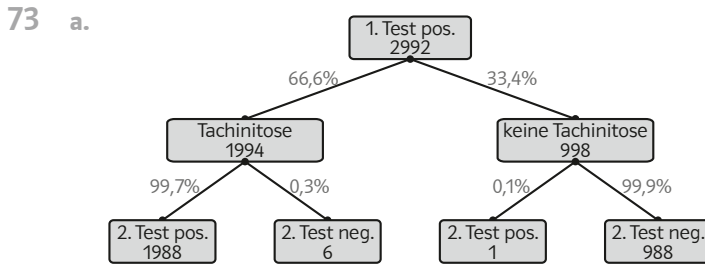 73 a.
1. Test pos.
2992
66,6% 33,4%
Tachinitose
1994
keine Tachinitose
998
99,7% 0,3% 0,1% 99,9%
2. Test pos.
1988
2. Test neg.
6
2. Test pos.
1
2. Test neg.
988